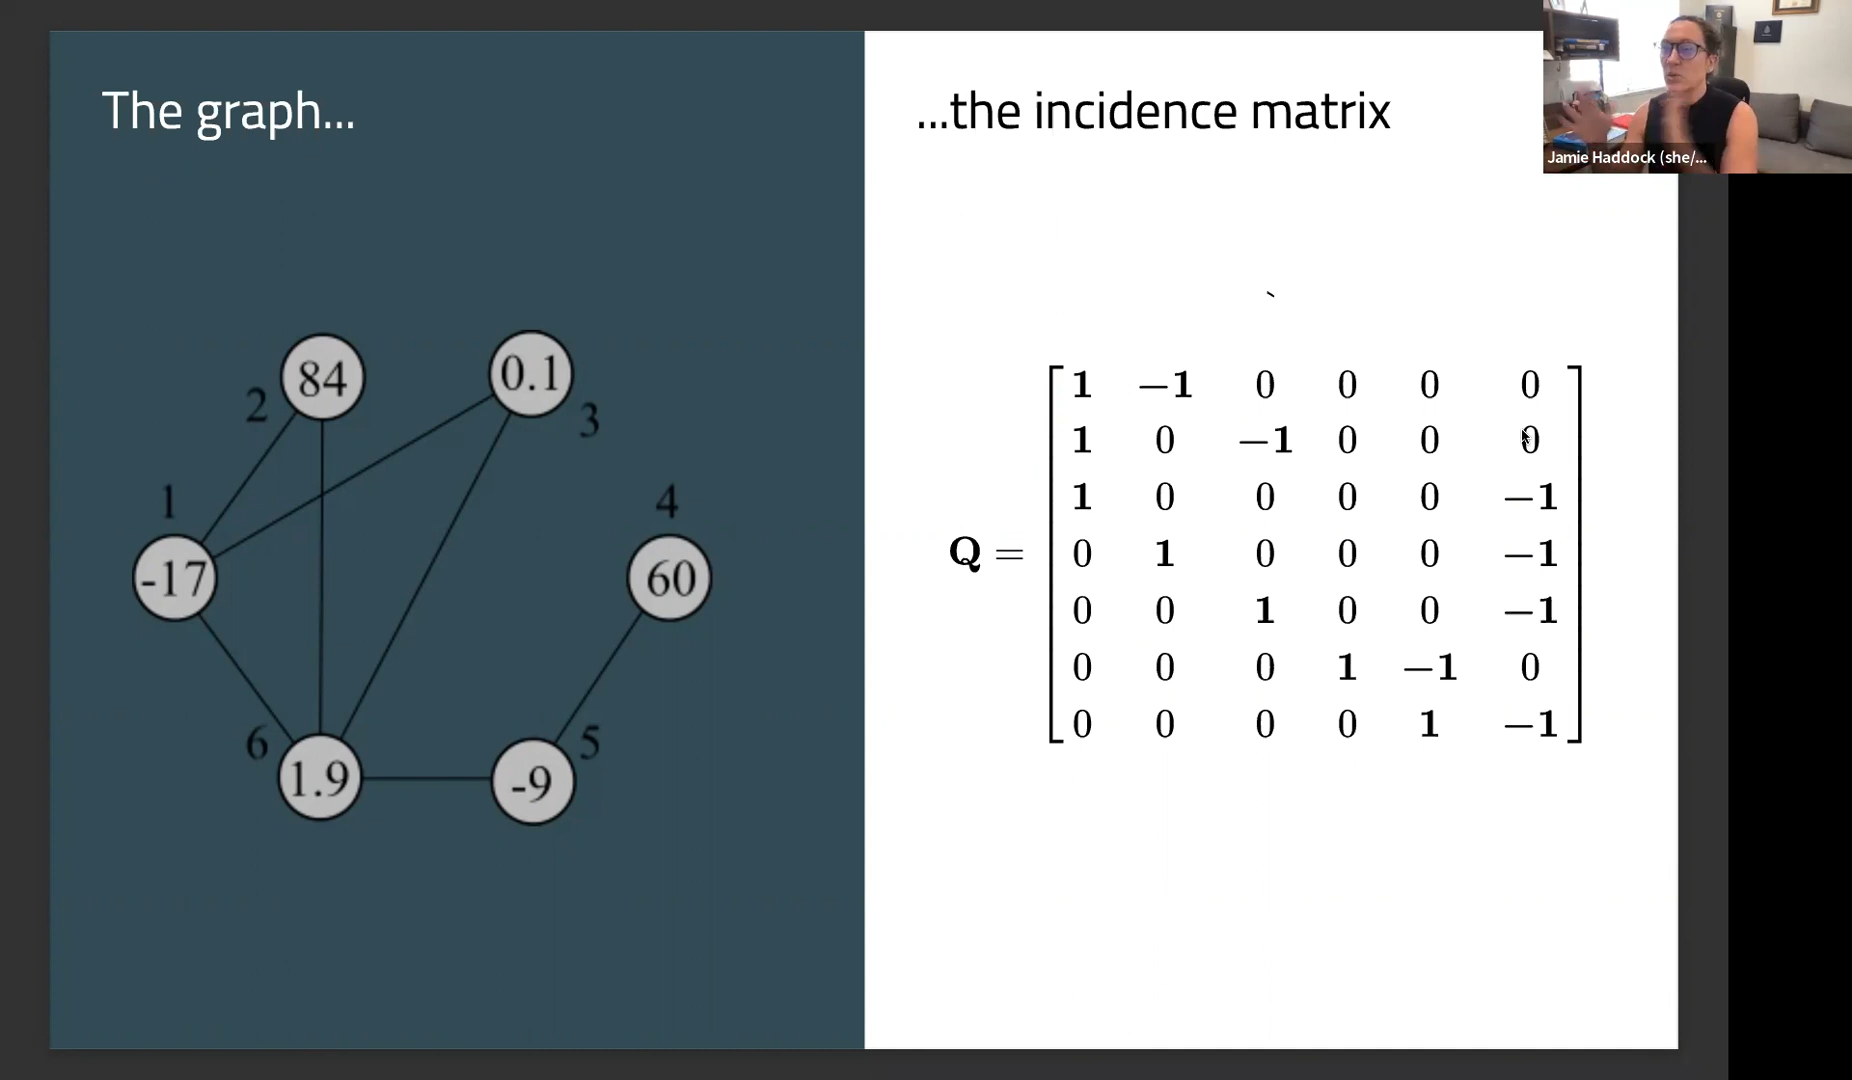 The graph...
...the incidence matrix
Jamie Haddock (she/...
84
0.1
2
3
1
4
-17
60
Q =
1 −1 0 0 0 0
1 0 −1 0 0 0
1 0 0 0 0 −1
0 1 0 0 0 −1
0 0 1 0 0 −1
0 0 0 1 −1 0
0 0 0 0 1 −1
6
5
1.9
-9